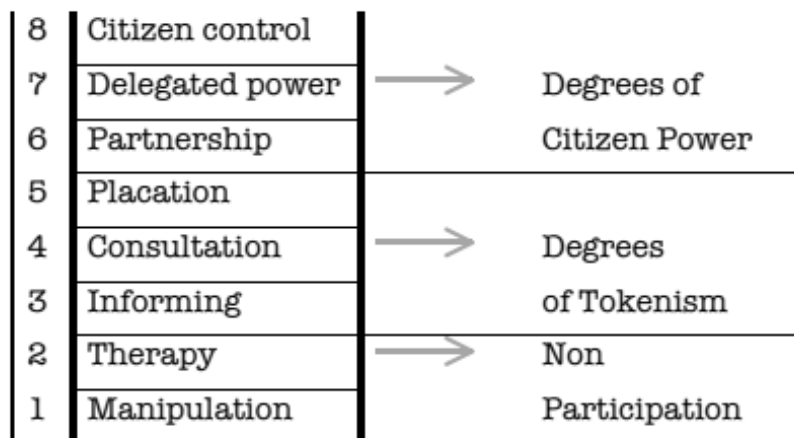 8 Citizen control
7 Delegated power Degrees of
6 Partnership Citizen Power
5 Placation
4 Consultation Degrees
3 Informing of Tokenism
2 Therapy Non
1 Manipulation Participation